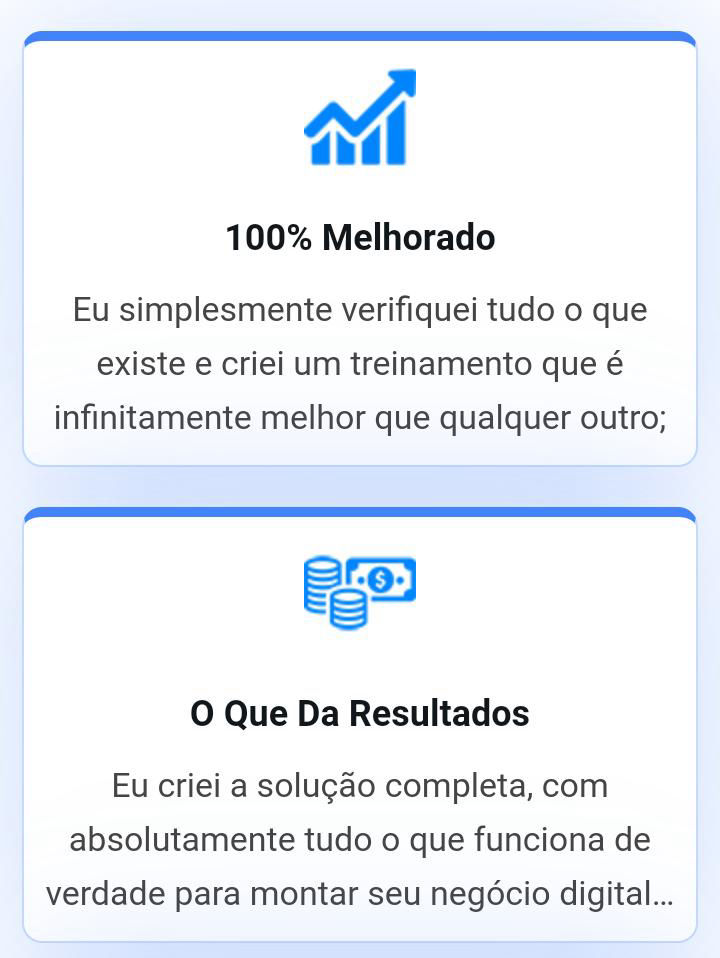 100% Melhorado
Eu simplesmente verifiquei tudo o que
existe e criei um treinamento que é
infinitamente melhor que qualquer outro;
$
O Que Da Resultados
Eu criei a solução completa, com
absolutamente tudo o que funciona de
verdade para montar seu negócio digital...